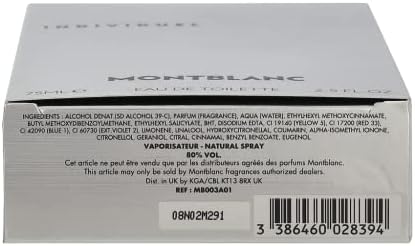 INDIVIDUEL
MONTBLANC
75ML℮ EAU DE TOILETTE 2.5 FL.OZ
INGREDIENTS : ALCOHOL DENAT (SD ALCOHOL 39-C), PARFUM (FRAGRANCE), AQUA (WATER), ETHYLHEXYL METHOXYCINNAMATE,
BUTYL METHOXYDIBENZOYLMETHANE, ETHYLHEXYL SALICYLATE, BHT, DISODIUM EDTA, CI 19140 (YELLOW 5), CI 17200 (RED 33),
CI 42090 (BLUE 1), CI 60730 (EXT VIOLET 2), LIMONENE, LINALOOL, HYDROXYCITRONELLAL, COUMARIN, ALPHA-ISOMETHYL IONONE,
CITRONELLOL, GERANIOL, CITRAL, CINNAMAL, BENZYL BENZOATE, EUGENOL.
VAPORISATEUR - NATURAL SPRAY
80% VOL.
Cet article ne peut être vendu que par les distributeurs agréés des parfums Montblanc.
This article may only be sold by Montblanc fragrances authorized dealers.
Dist. in UK by KGA/CBL KT13 8RX UK
REF : MB003A01
08N02M291
3 386460 028394